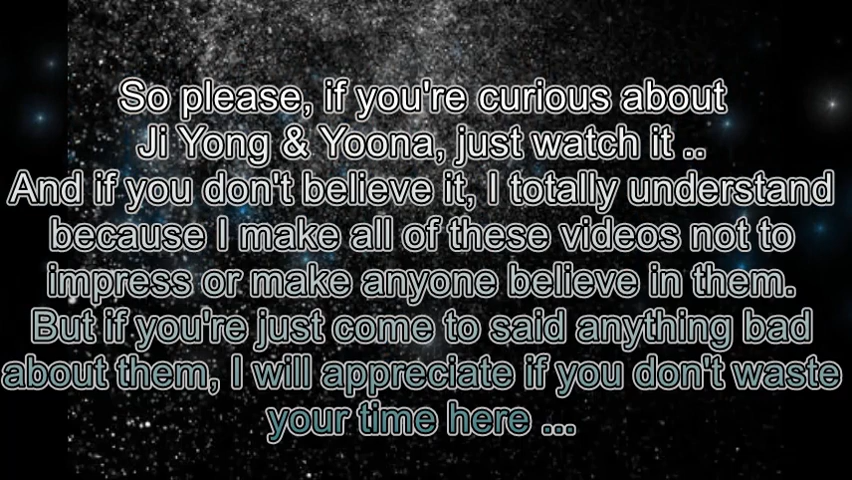 So please, if you're curious about
Ji Yong & Yoona, just watch it ..
And if you don't believe it, I totally understand
because I make all of these videos not to
impress or make anyone believe in them.
But if you're just come to said anything bad
about them, I will appreciate if you don't waste
your time here ...